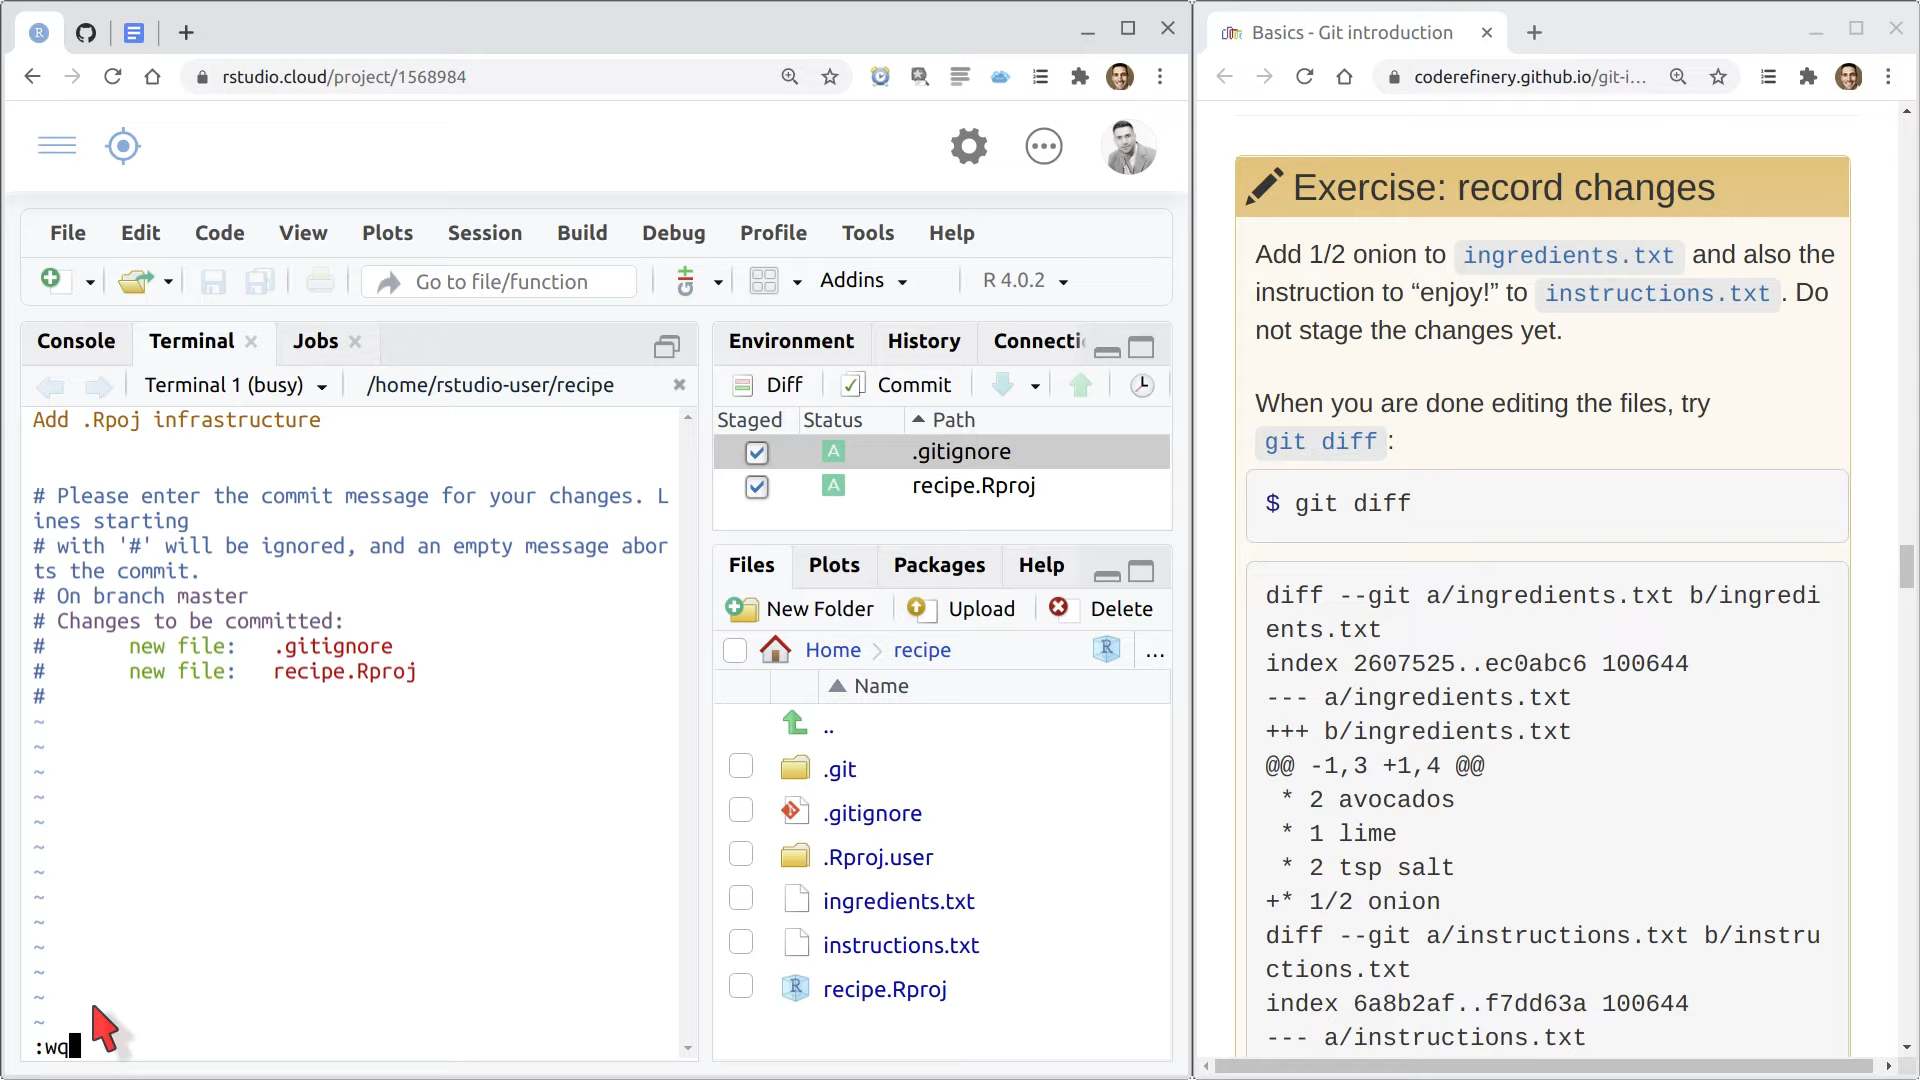 R
rstudio.cloud/project/1568984
File Edit Code View Plots Session Build Debug Profile Tools Help
Go to file/function
Addins
R 4.0.2
Console Terminal Jobs
Terminal 1 (busy) /home/rstudio-user/recipe
Add .Rpoj infrastructure
# Please enter the commit message for your changes. L
ines starting
# with '#' will be ignored, and an empty message abor
ts the commit.
# On branch master
# Changes to be committed:
# new file: .gitignore
# new file: recipe.Rproj
#
~
~
~
~
~
~
~
~
~
~
~
~
~
:wq
Environment History Connecti
Diff Commit
Staged Status Path
A .gitignore
A recipe.Rproj
Files Plots Packages Help
New Folder Upload Delete
Home recipe R ...
Name
..
.git
.gitignore
.Rproj.user
ingredients.txt
instructions.txt
R recipe.Rproj
Basics - Git introduction
coderefinery.github.io/git-i...
Exercise: record changes
Add 1/2 onion to ingredients.txt and also the
instruction to “enjoy!” to instructions.txt. Do
not stage the changes yet.
When you are done editing the files, try
git diff:
$ git diff
diff --git a/ingredients.txt b/ingredi
ents.txt
index 2607525..ec0abc6 100644
--- a/ingredients.txt
+++ b/ingredients.txt
@@ -1,3 +1,4 @@
* 2 avocados
* 1 lime
* 2 tsp salt
+* 1/2 onion
diff --git a/instructions.txt b/instru
ctions.txt
index 6a8b2af..f7dd63a 100644
--- a/instructions.txt